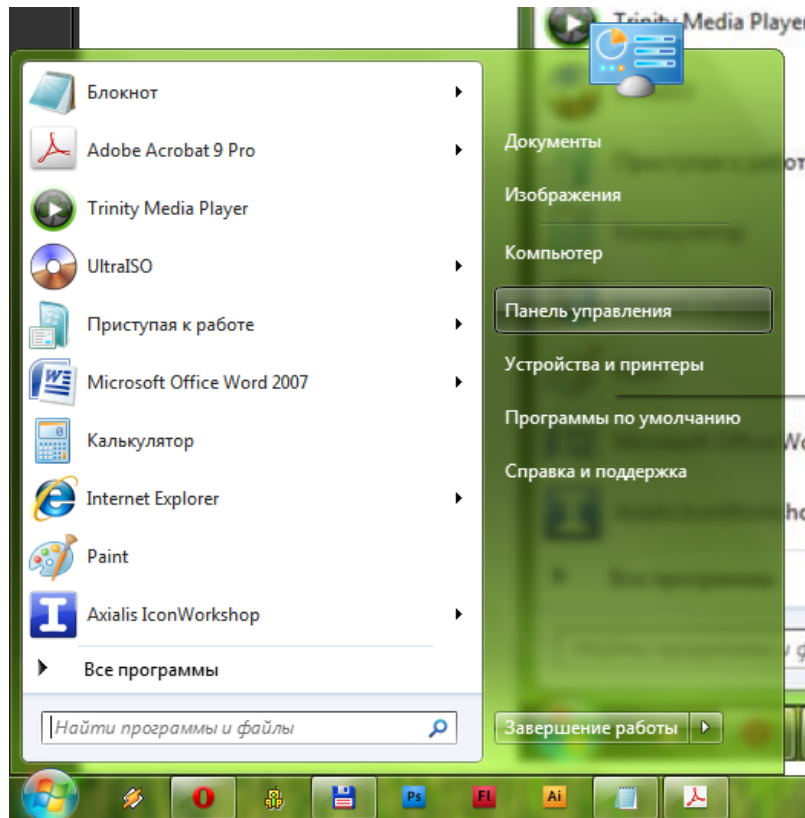 Trinity Media Player
Блокнот
Adobe Acrobat 9 Pro
Trinity Media Player
UltraISO
Приступая к работе
Microsoft Office Word 2007
Калькулятор
Internet Explorer
Paint
Axialis IconWorkshop
Все программы
Найти программы и файлы
Документы
Изображения
Компьютер
Панель управления
Устройства и принтеры
Программы по умолчанию
Справка и поддержка
Завершение работы
qip
Ps
FL
Ai